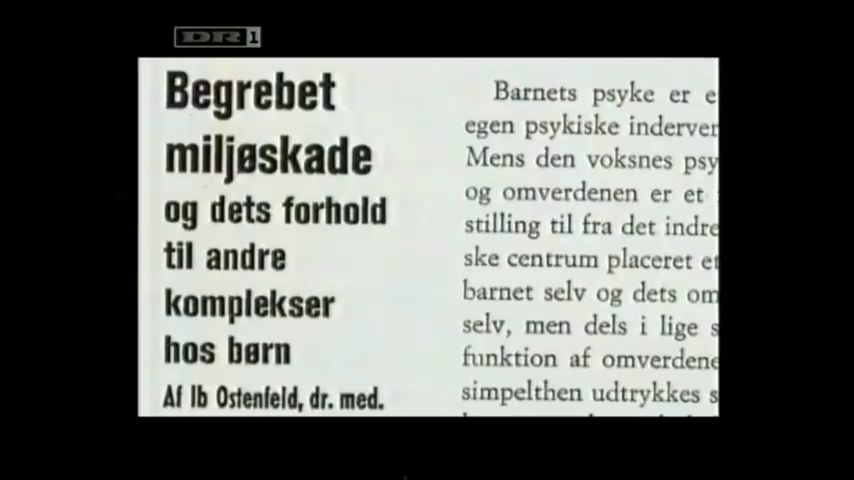 DR1
Begrebet
miljøskade
og dets forhold
til andre
komplekser
hos børn
Af Ib Ostenfeld, dr. med.
Barnets psyke er e
egen psykiske inderver
Mens den voksnes psy
og omverdenen er et
stilling til fra det indre
ske centrum placeret et
barnet selv og dets om
selv, men dels i lige s
funktion af omverdene
simpelthen udtrykkes s